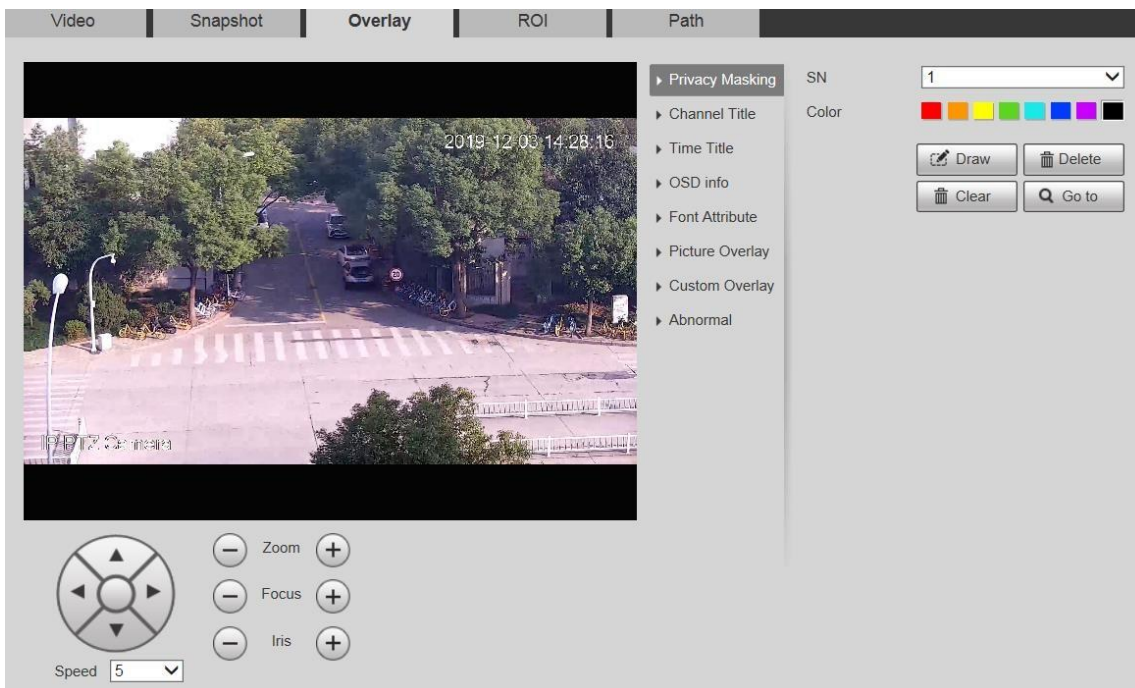 Video Snapshot Overlay ROI Path
2019-12-03 14:28:16
IP PTZ Camera
Privacy Masking
Channel Title
Time Title
OSD info
Font Attribute
Picture Overlay
Custom Overlay
Abnormal
SN 1
Color
Draw Delete
Clear Go to
Zoom
Focus
Iris
Speed 5